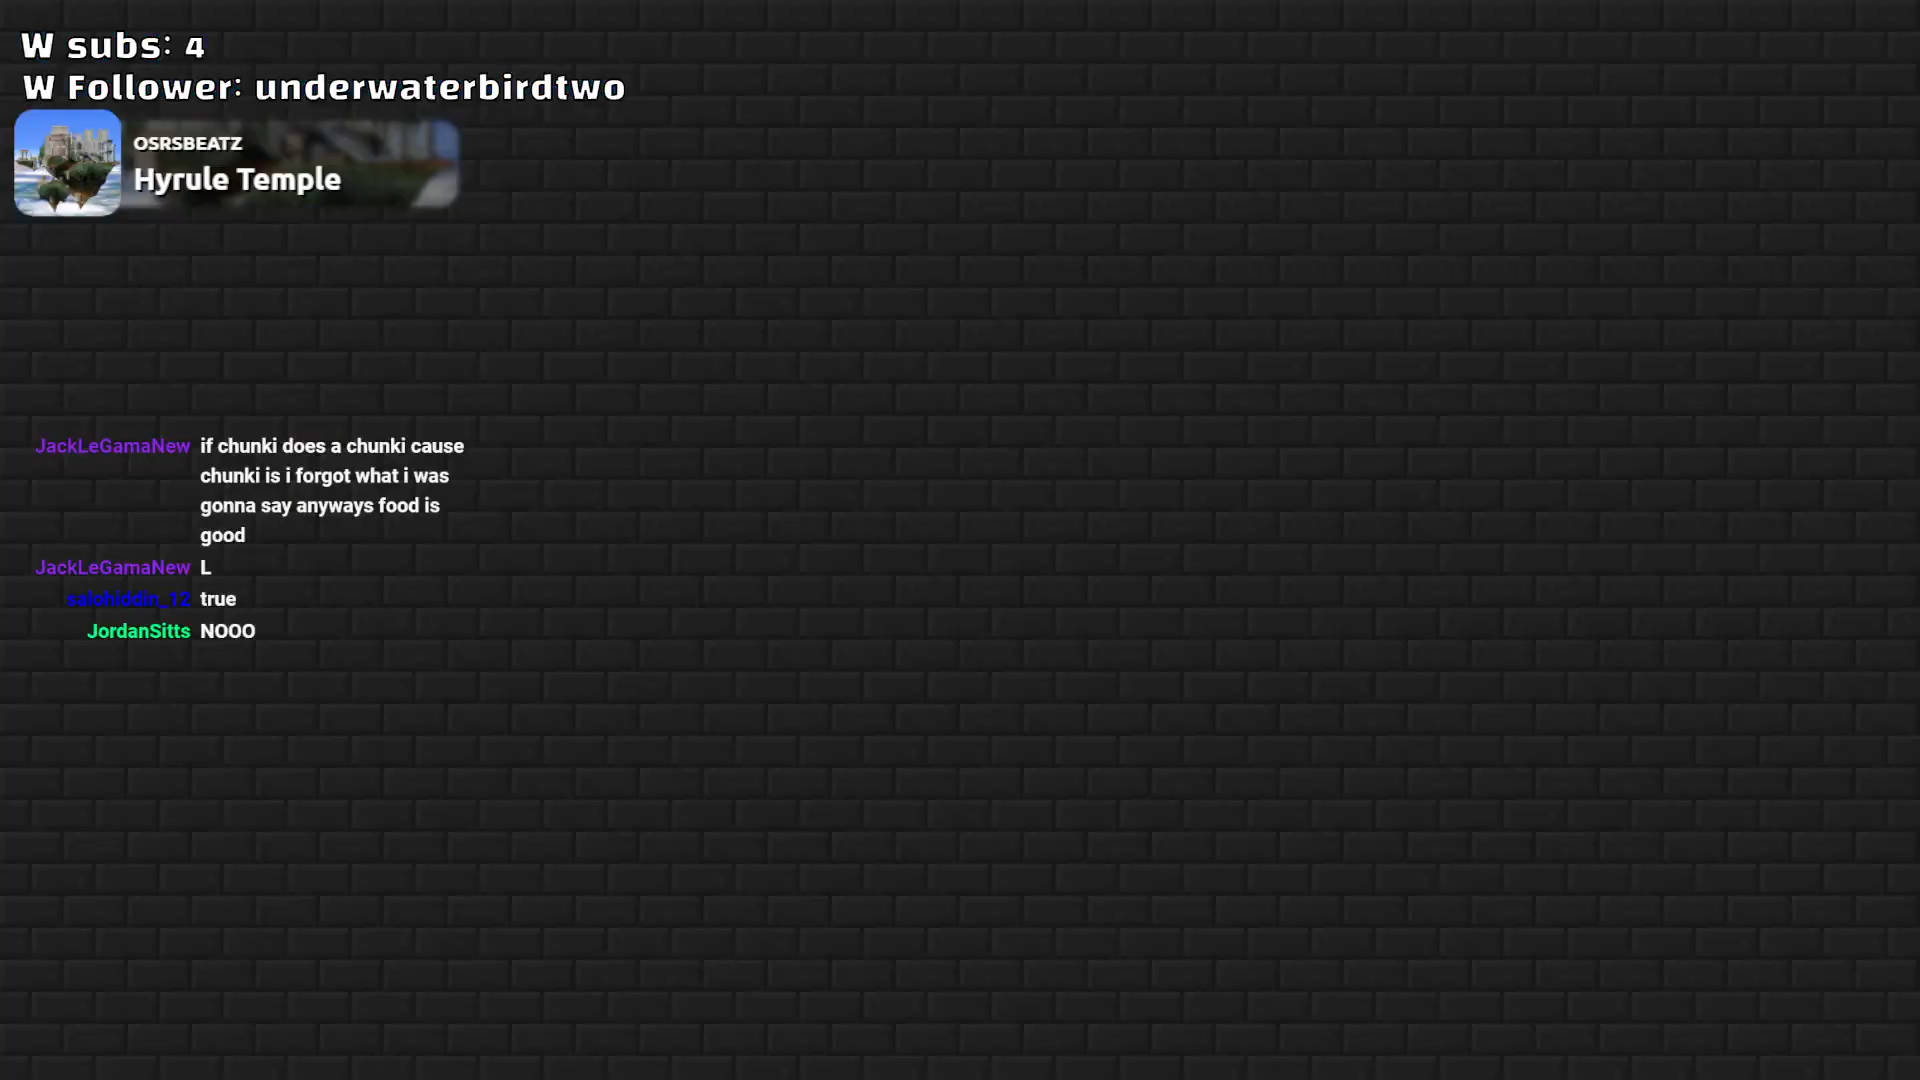 W subs: 4
W Follower: underwaterbirdtwo
OSRSBEATZ
Hyrule Temple
JackLeGamaNew if chunki does a chunki cause
chunki is i forgot what i was
gonna say anyways food is
good
JackLeGamaNew L
salohiddin_12 true
JordanSitts NOOO